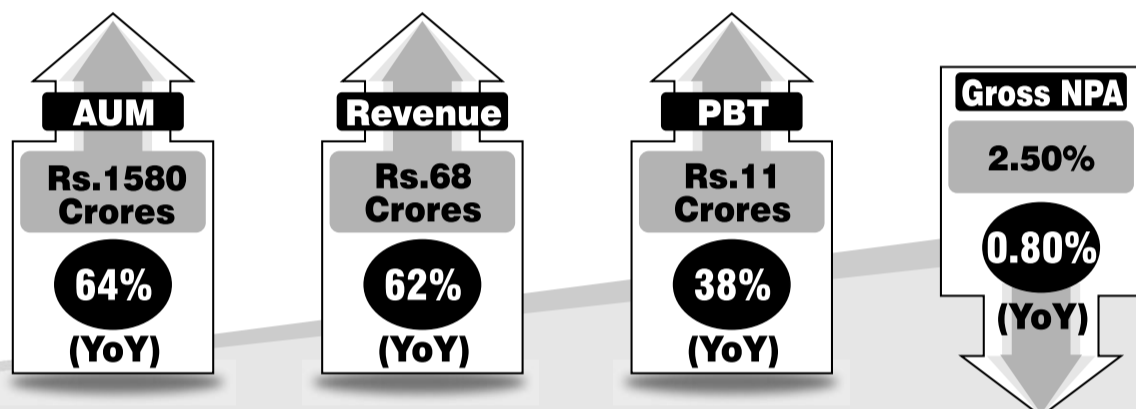 AUM
Rs.1580
Crores
64%
(YoY)
Revenue
Rs.68
Crores
62%
(YoY)
PBT
Rs.11
Crores
38%
(YoY)
Gross NPA
2.50%
0.80%
(YoY)